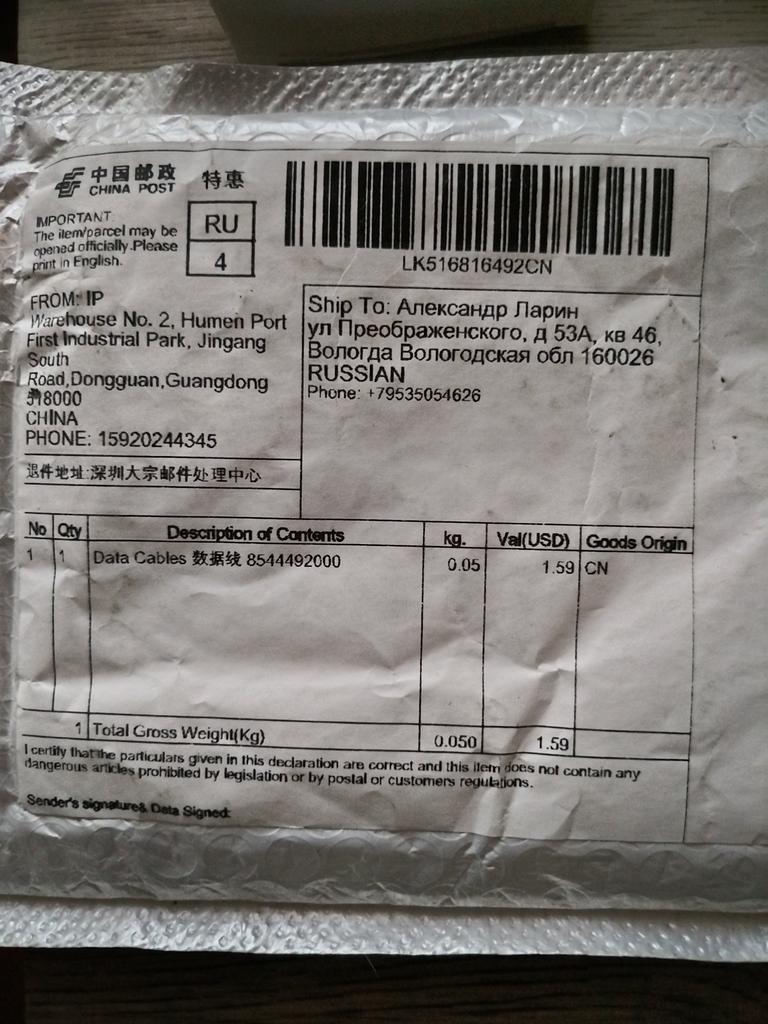 中国邮政
CHINA POST
特惠
IMPORTANT:
The item/parcel may be
opened officially.Please
print in English.
RU
4
LK516816492CN
FROM: IP
Warehouse No. 2, Humen Port
First Industrial Park, Jingang
South
Road,Dongguan,Guangdong
518000
CHINA
PHONE: 15920244345
退件地址:深圳大宗邮件处理中心
Ship To: Александр Ларин
ул Преображенского, д 53А, кв 46,
Вологда Вологодская обл 160026
RUSSIAN
Phone: +79535054626
No Qty Description of Contents kg. Val(USD) Goods Origin
1 1 Data Cables 数据线 8544492000 0.05 1.59 CN
1 Total Gross Weight(Kg) 0.050 1.59
I certify that the particulars given in this declaration are correct and this item does not contain any
dangerous articles prohibited by legislation or by postal or customers regulations.
Sender's signature& Data Signed: